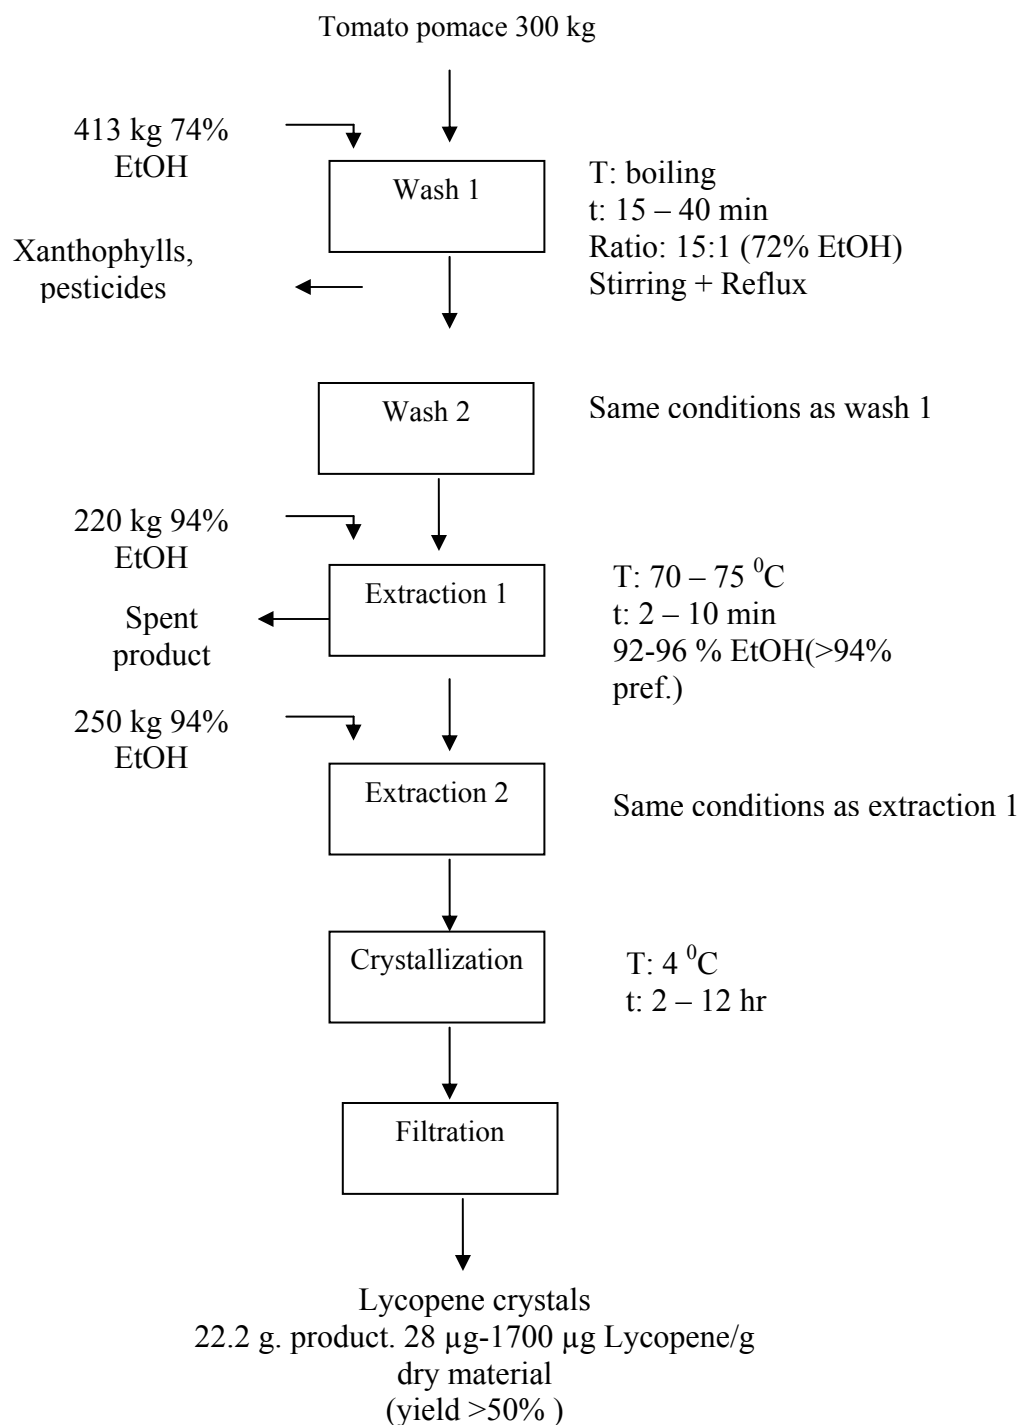 Tomato pomace 300 kg
413 kg 74%
EtOH
Wash 1
T: boiling
t: 15 – 40 min
Ratio: 15:1 (72% EtOH)
Stirring + Reflux
Xanthophylls,
pesticides
Wash 2
Same conditions as wash 1
220 kg 94%
EtOH
Extraction 1
T: 70 – 75 ⁰C
t: 2 – 10 min
92-96 % EtOH(>94%
pref.)
Spent
product
250 kg 94%
EtOH
Extraction 2
Same conditions as extraction 1
Crystallization
T: 4 ⁰C
t: 2 – 12 hr
Filtration
Lycopene crystals
22.2 g. product. 28 µg-1700 µg Lycopene/g
dry material
(yield >50% )